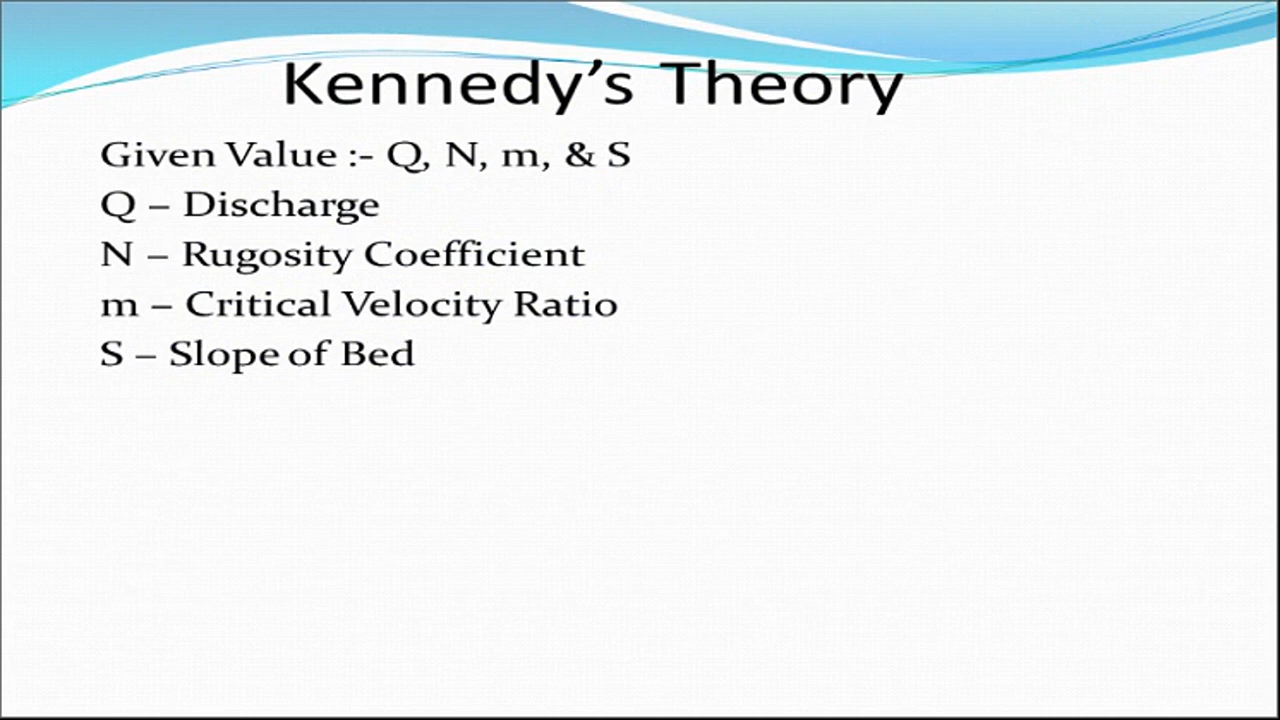 Kennedy’s Theory
Given Value :- Q, N, m, & S
Q – Discharge
N – Rugosity Coefficient
m – Critical Velocity Ratio
S – Slope of Bed